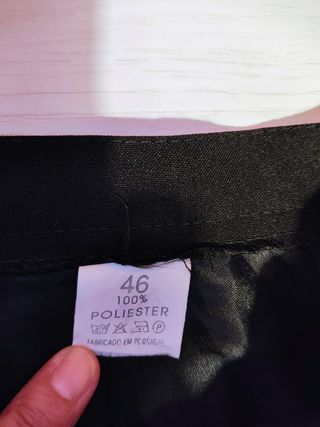 46
100%
POLIESTER
FABRICADO EM PORTUGAL